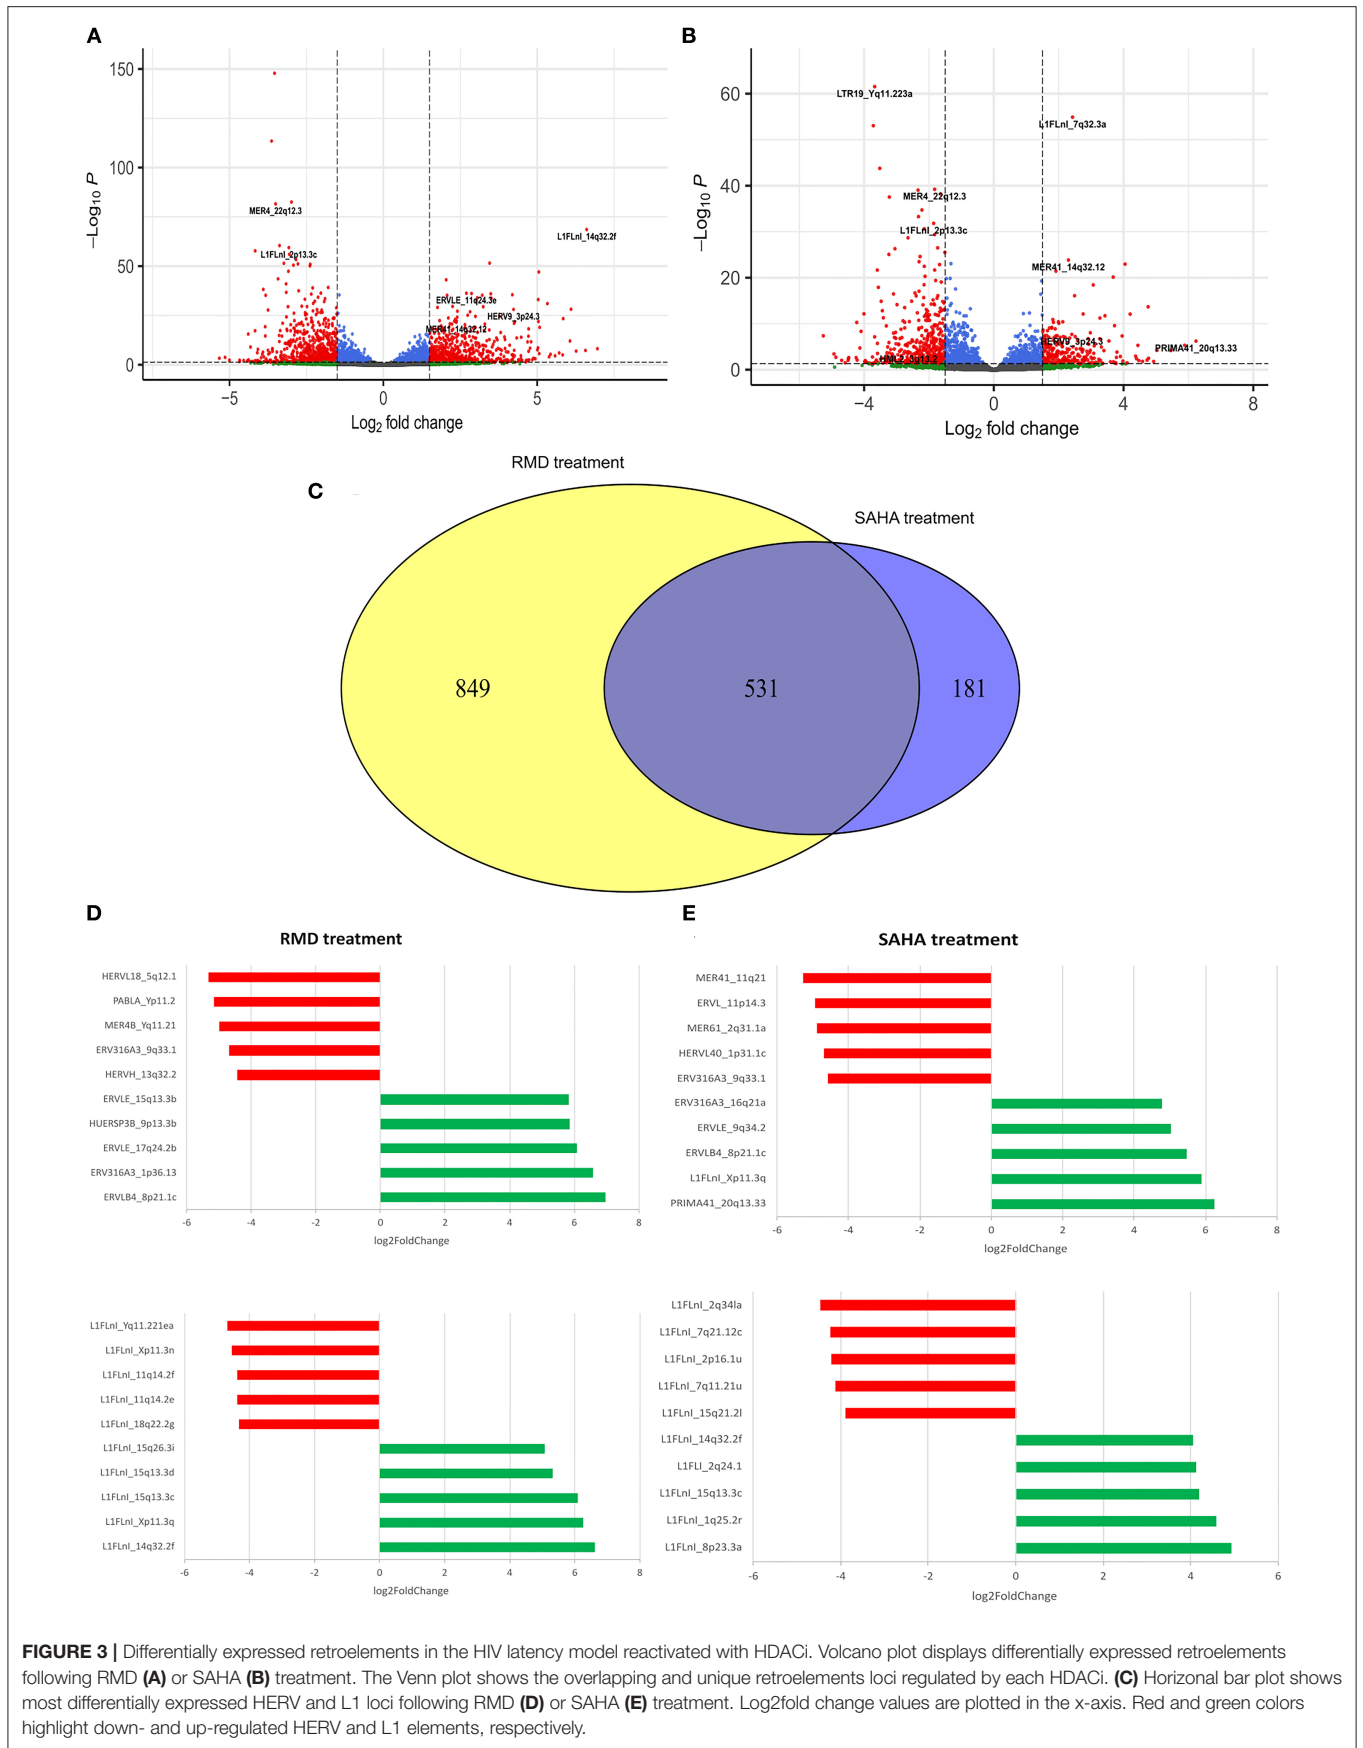 A
150
100
50
0
−Log10 P
MER4_22q12.3
L1FLnI_2p13.3c
L1FLnI_14q32.2f
ERVLE_11q24.3e
HERV9_3p24.3
MER41_14q32.12
−5
0
5
Log2 fold change
B
60
40
20
0
−Log10 P
LTR19_Yq11.223a
L1FLnI_7q32.3a
MER4_22q12.3
L1FLnI_2p13.3c
MER41_14q32.12
HERV9_3p24.3
PRIMA41_20q13.33
−4
0
4
8
Log2 fold change
C
RMD treatment
SAHA treatment
849
531
181
D
RMD treatment
HERVL18_5q12.1
PABLA_Yp11.2
MER4B_Yq11.21
ERV316A3_9q33.1
HERVH_13q32.2
ERVLE_15q13.3b
HUERSP3B_9p13.3b
ERVLE_17q24.2b
ERV316A3_1p36.13
ERVLB4_8p21.1c
-6 -4 -2 0 2 4 6 8
log2FoldChange
L1FLnI_Yq11.221ea
L1FLnI_Xp11.3n
L1FLnI_11q14.2f
L1FLnI_11q14.2e
L1FLnI_18q22.2g
L1FLnI_15q26.3i
L1FLnI_15q13.3d
L1FLnI_15q13.3c
L1FLnI_Xp11.3q
L1FLnI_14q32.2f
-6 -4 -2 0 2 4 6 8
log2FoldChange
E
SAHA treatment
MER41_11q21
ERVL_11p14.3
MER61_2q31.1a
HERVL40_1p31.1c
ERV316A3_9q33.1
ERV316A3_16q21a
ERVLE_9q34.2
ERVLB4_8p21.1c
L1FLnI_Xp11.3q
PRIMA41_20q13.33
-6 -4 -2 0 2 4 6 8
log2FoldChange
L1FLnI_2q34la
L1FLnI_7q21.12c
L1FLnI_2p16.1u
L1FLnI_7q11.21u
L1FLnI_15q21.2l
L1FLnI_14q32.2f
L1FLI_2q24.1
L1FLnI_15q13.3c
L1FLnI_1q25.2r
L1FLnI_8p23.3a
-6 -4 -2 0 2 4 6
log2FoldChange
FIGURE 3 | Differentially expressed retroelements in the HIV latency model reactivated with HDACi. Volcano plot displays differentially expressed retroelements
following RMD (A) or SAHA (B) treatment. The Venn plot shows the overlapping and unique retroelements loci regulated by each HDACi. (C) Horizonal bar plot shows
most differentially expressed HERV and L1 loci following RMD (D) or SAHA (E) treatment. Log2fold change values are plotted in the x-axis. Red and green colors
highlight down- and up-regulated HERV and L1 elements, respectively.